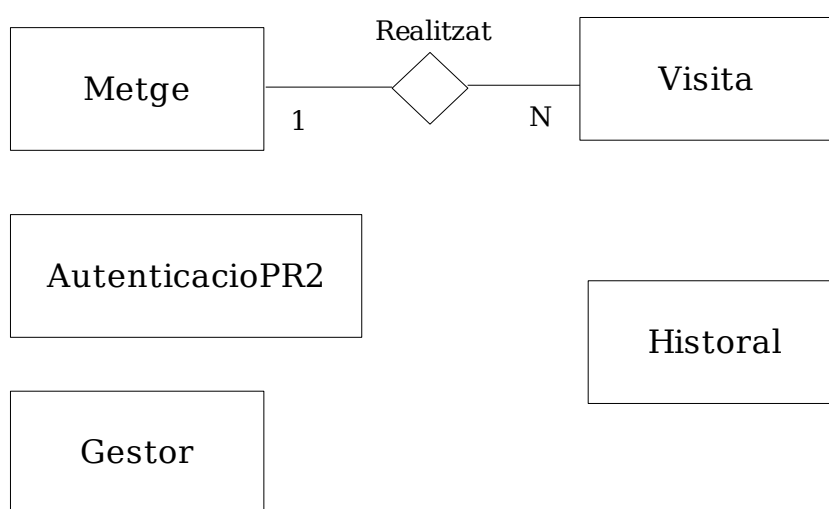 Realitzat
Metge
Visita
1
N
AutenticacioPR2
Historal
Gestor